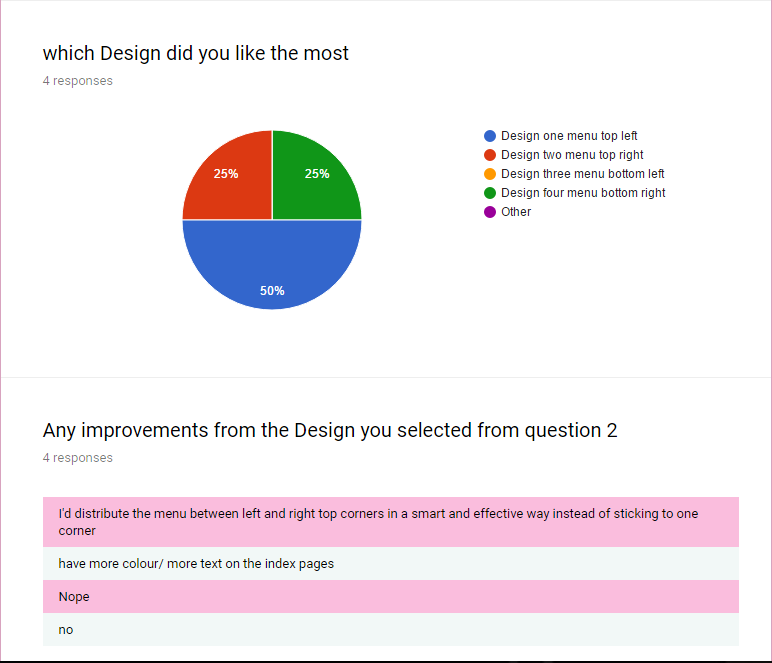 which Design did you like the most
4 responses
25%
25%
50%
Design one menu top left
Design two menu top right
Design three menu bottom left
Design four menu bottom right
Other
Any improvements from the Design you selected from question 2
4 responses
I'd distribute the menu between left and right top corners in a smart and effective way instead of sticking to one
corner
have more colour/ more text on the index pages
Nope
no